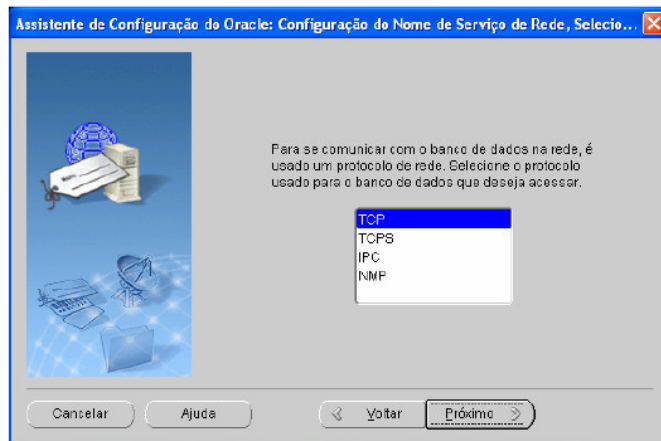 Assistente de Configuração do Oracle: Configuração do Nome de Serviço de Rede, Selecio...
Para se comunicar com o banco de dados na rede, é
usado um protocolo de rede. Selecione o protocolo
usado para o banco de dados que deseja acessar.
TCP
TCPS
IPC
NMP
Cancelar
Ajuda
Voltar
Próximo